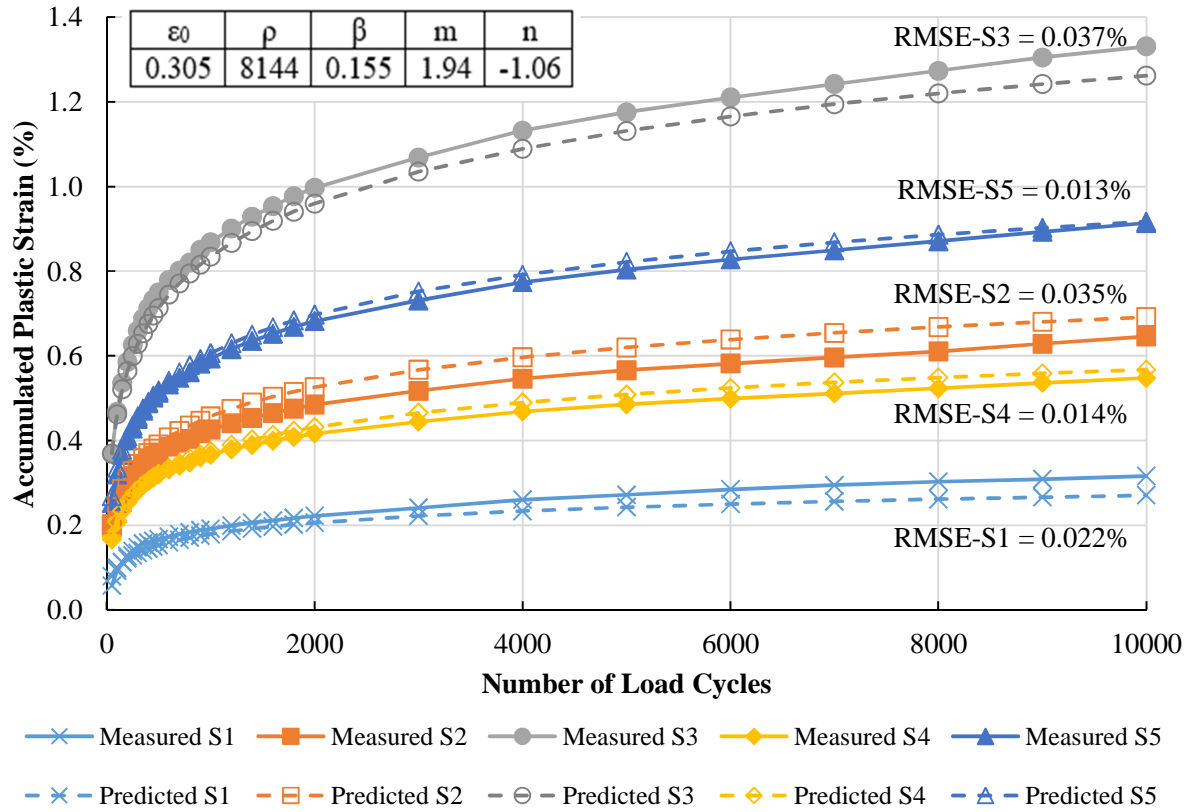 ε0 ρ β m n
0.305 8144 0.155 1.94 -1.06
RMSE-S3 = 0.037%
RMSE-S5 = 0.013%
RMSE-S2 = 0.035%
RMSE-S4 = 0.014%
RMSE-S1 = 0.022%
Accumulated Plastic Strain (%)
1.4
1.2
1.0
0.8
0.6
0.4
0.2
0.0
0 2000 4000 6000 8000 10000
Number of Load Cycles
Measured S1 Measured S2 Measured S3 Measured S4 Measured S5
Predicted S1 Predicted S2 Predicted S3 Predicted S4 Predicted S5